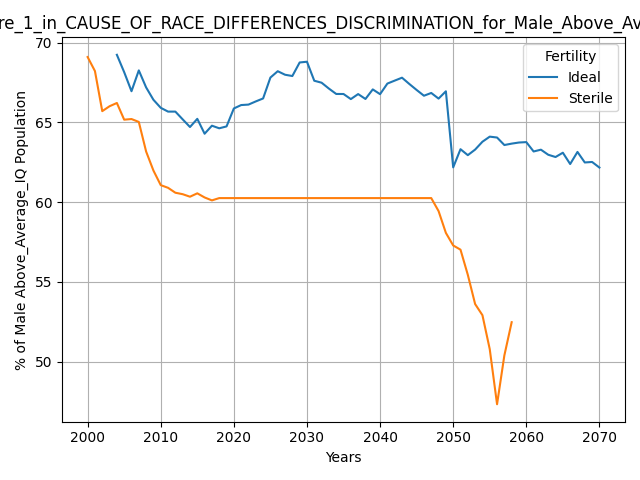 re_1_in_CAUSE_OF_RACE_DIFFERENCES_DISCRIMINATION_for_Male_Above_Av
70
65
60
55
50
% of Male Above_Average_IQ Population
Fertility
Ideal
Sterile
2000 2010 2020 2030 2040 2050 2060 2070
Years